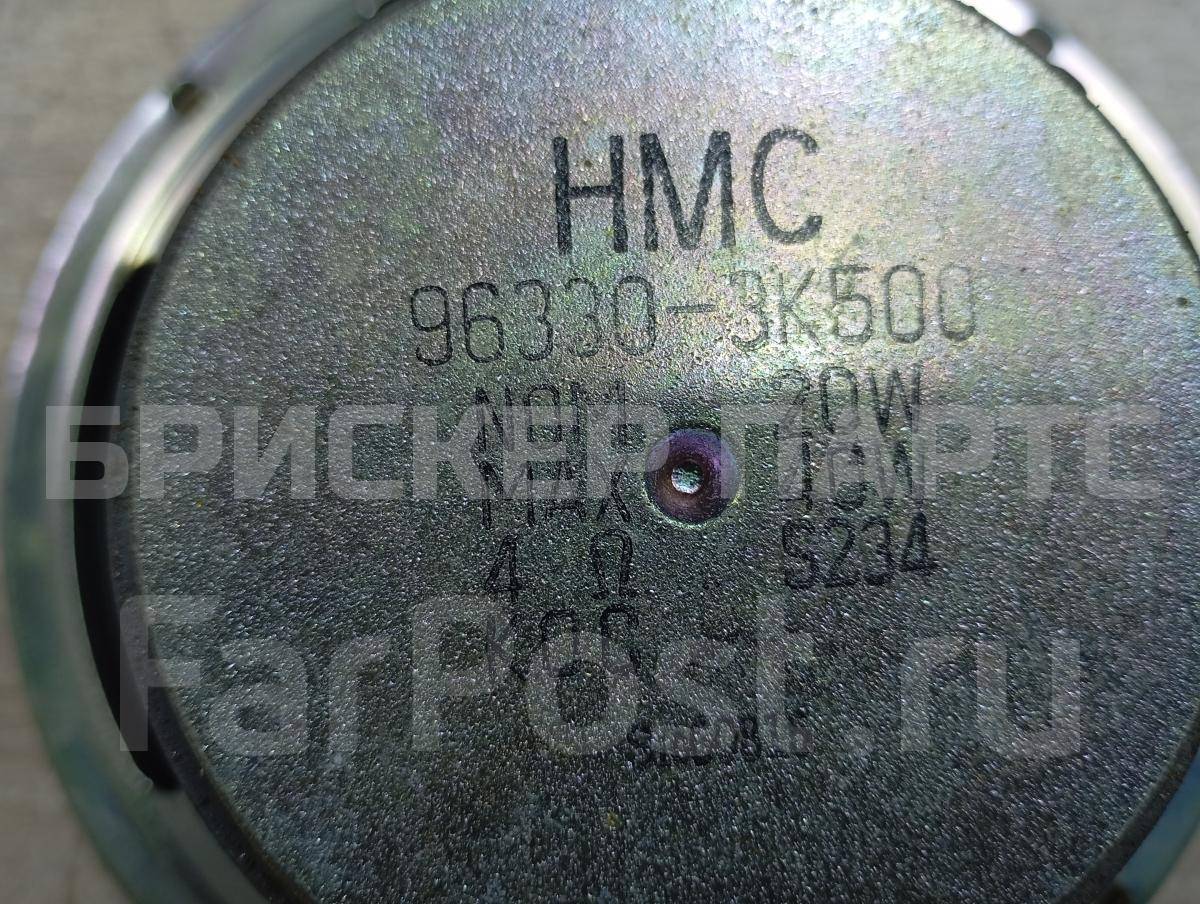 HMC
96330-3K500
NOM 20W
БРИСКЕР ПАРТС
MAX
4 Ω S234
FarPost.ru